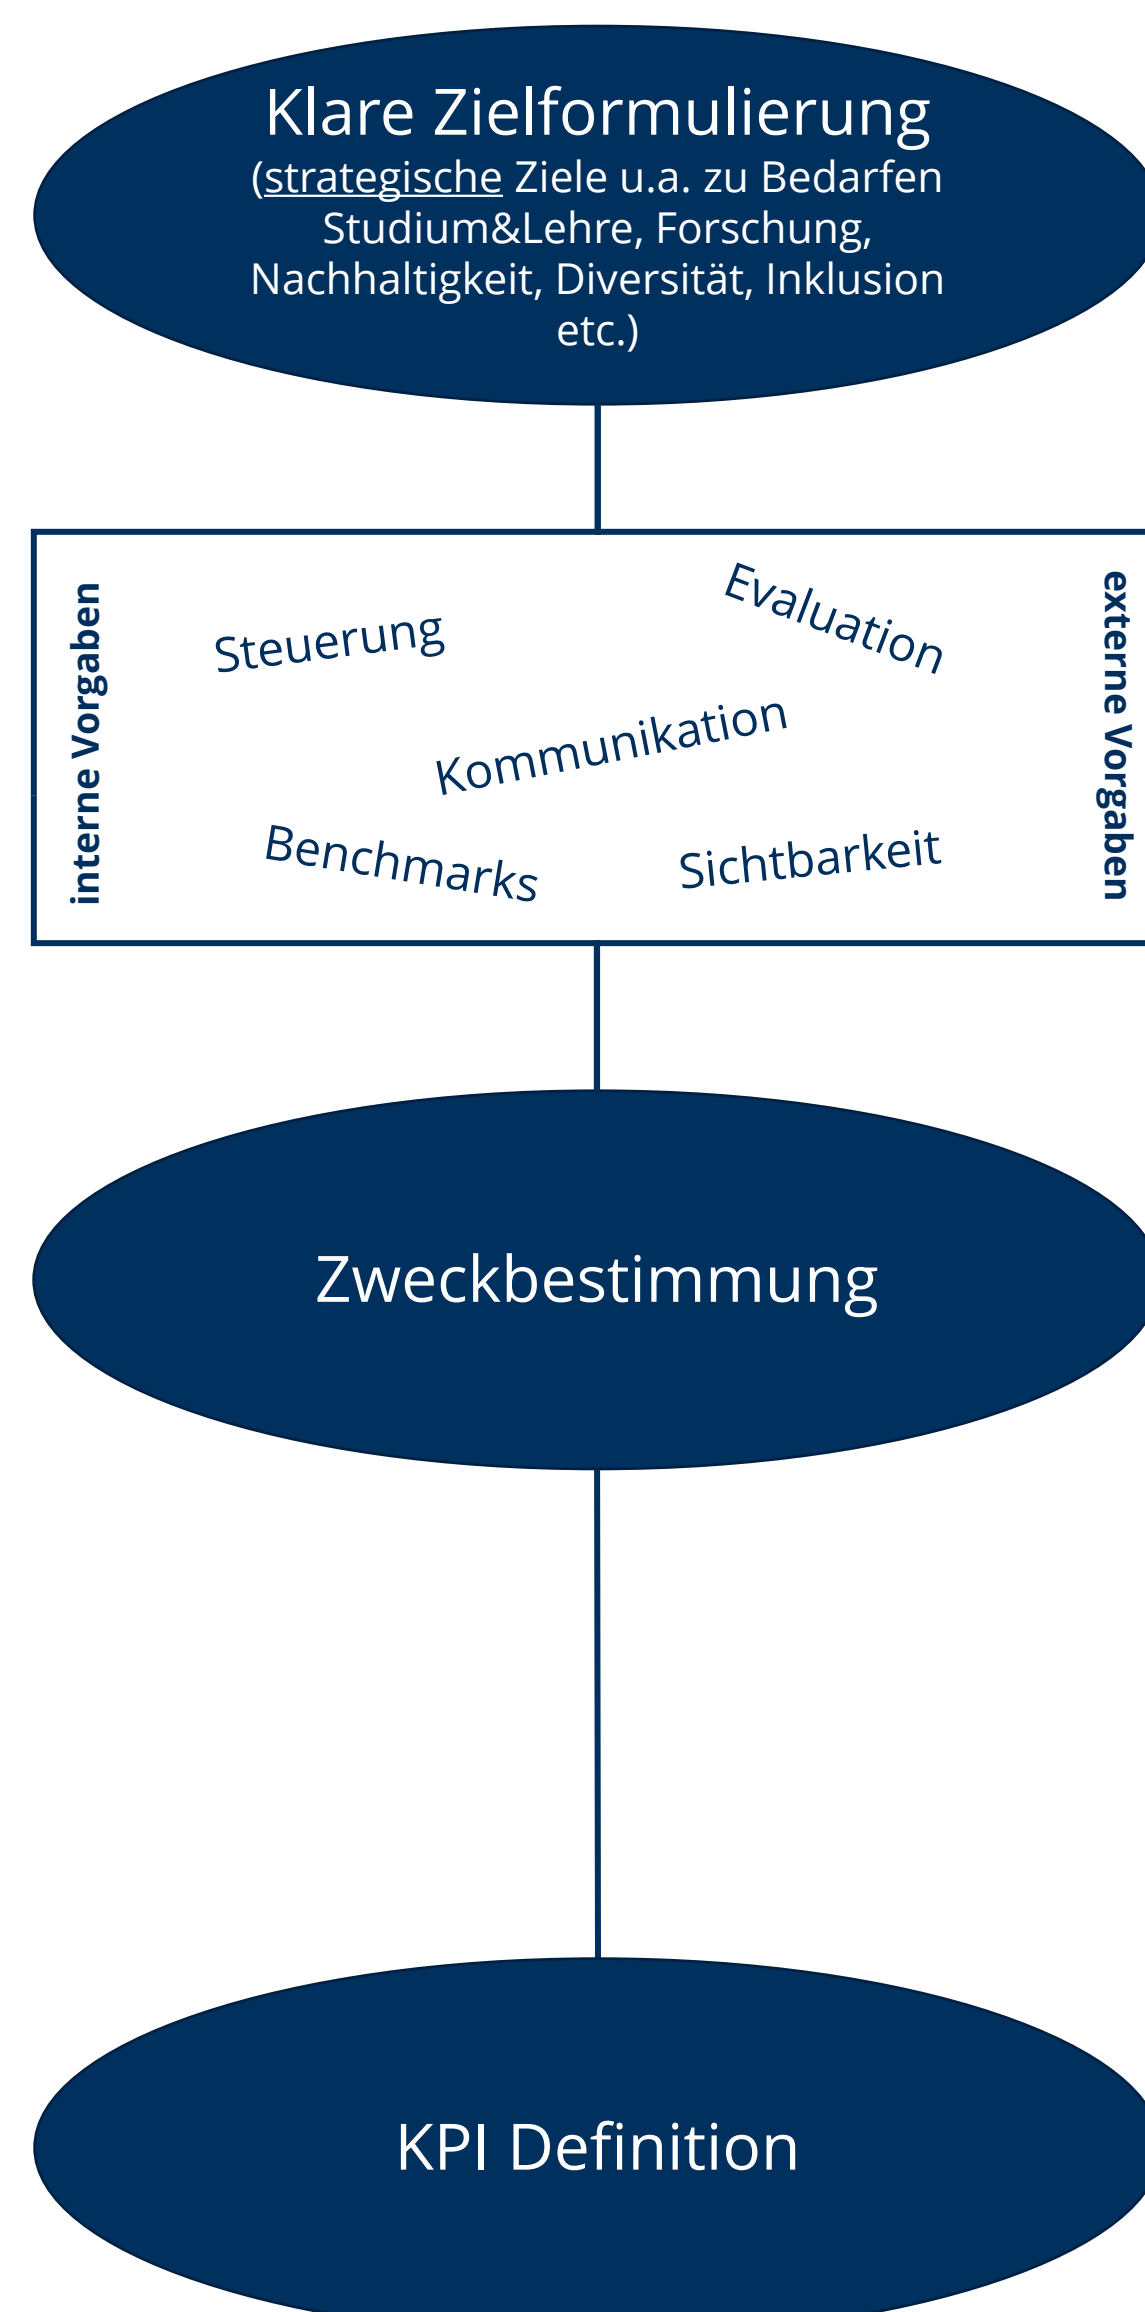 Klare Zielformulierung
(strategische Ziele u.a. zu Bedarfen
Studium&Lehre, Forschung,
Nachhaltigkeit, Diversität, Inklusion
etc.)
interne Vorgaben
Steuerung
Evaluation
Kommunikation
Benchmarks
Sichtbarkeit
externe Vorgaben
Zweckbestimmung
KPI Definition